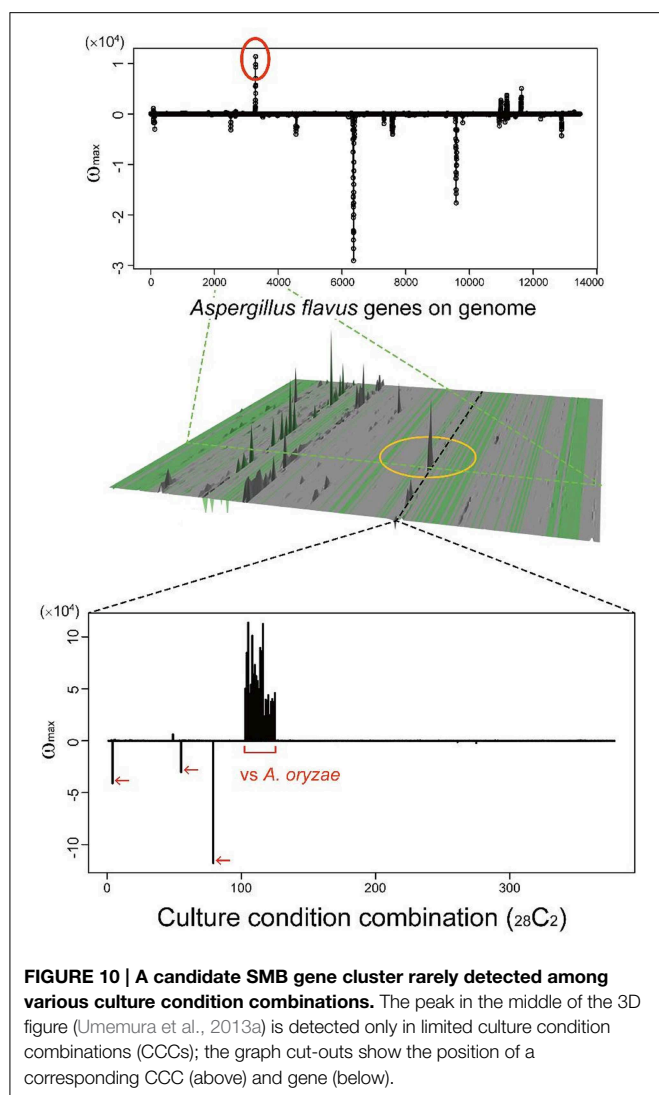 (×10⁴)
1
0
-1
-2
-3
ωmax
0 2000 4000 6000 8000 10000 12000 14000
Aspergillus flavus genes on genome
(×10⁴)
10
5
0
-5
-10
ωmax
vs A. oryzae
0 100 200 300
Culture condition combination (₂₈C₂)
FIGURE 10 | A candidate SMB gene cluster rarely detected among
various culture condition combinations. The peak in the middle of the 3D
figure (Umemura et al., 2013a) is detected only in limited culture condition
combinations (CCCs); the graph cut-outs show the position of a
corresponding CCC (above) and gene (below).